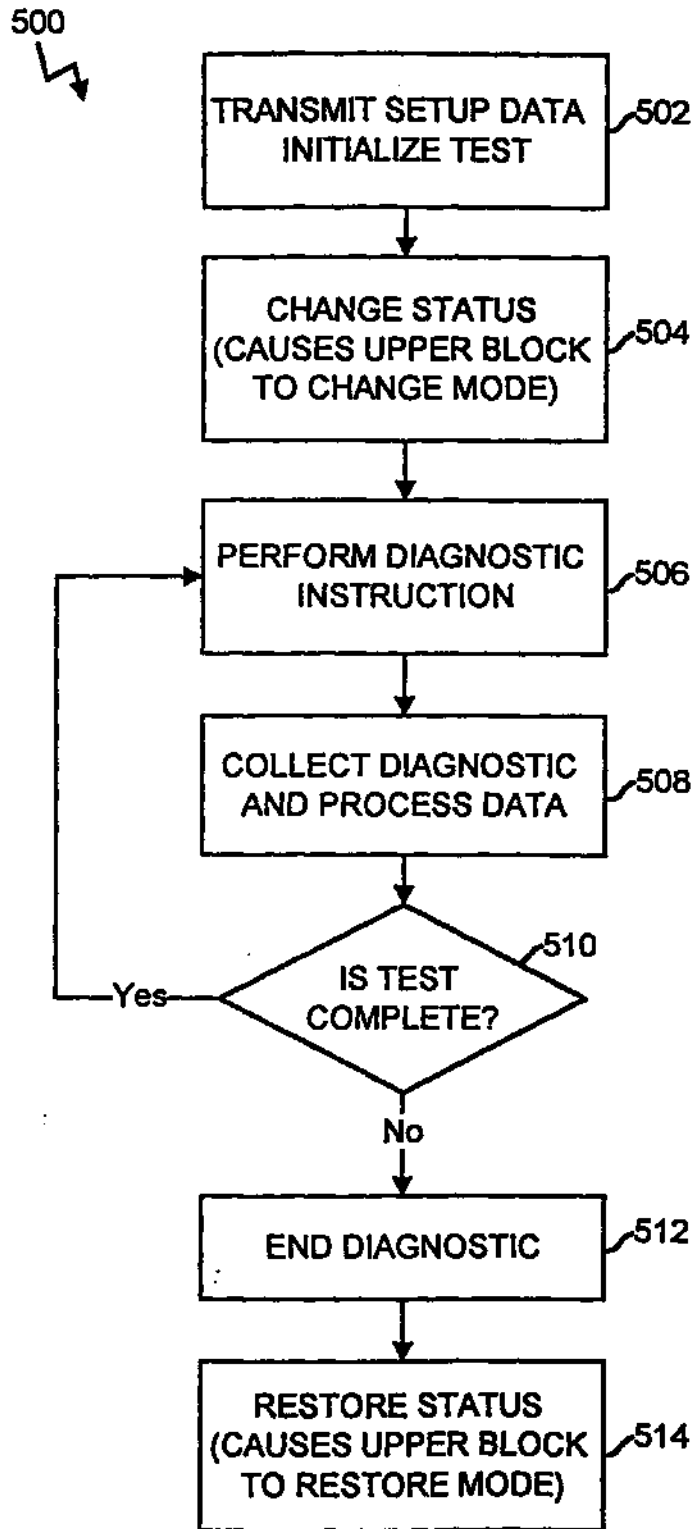 500
TRANSMIT SETUP DATA
INITIALIZE TEST
502
CHANGE STATUS
(CAUSES UPPER BLOCK
TO CHANGE MODE)
504
PERFORM DIAGNOSTIC
INSTRUCTION
506
COLLECT DIAGNOSTIC
AND PROCESS DATA
508
510
IS TEST
COMPLETE?
Yes
No
END DIAGNOSTIC
512
RESTORE STATUS
(CAUSES UPPER BLOCK
TO RESTORE MODE)
514